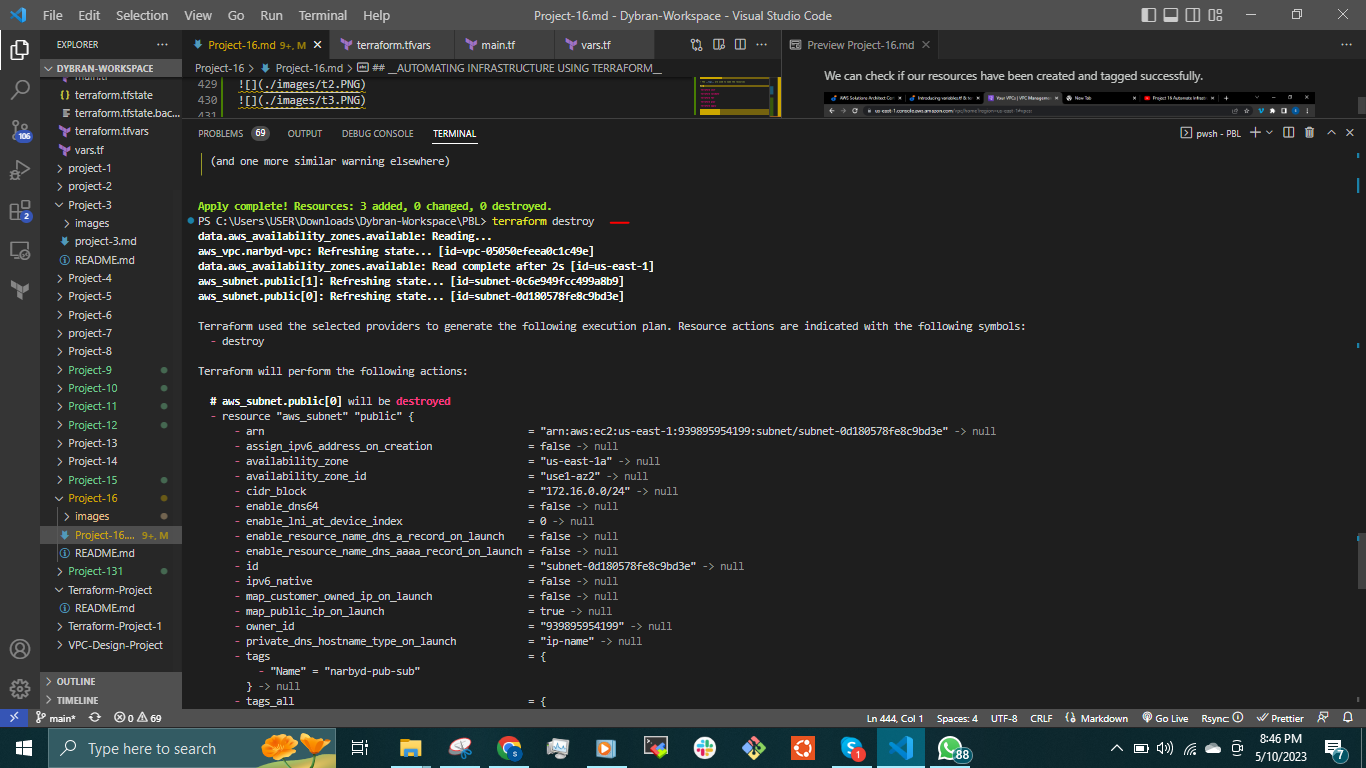 File Edit Selection View Go Run Terminal Help
Project-16.md - Dybran-Workspace - Visual Studio Code
EXPLORER
DYBRAN-WORKSPACE
main.tf
terraform.tfstate
terraform.tfstate.bac...
terraform.tfvars
vars.tf
project-1
project-2
Project-3
images
project-3.md
README.md
Project-4
Project-5
Project-6
project-7
Project-8
Project-9
Project-10
Project-11
Project-12
Project-13
Project-14
Project-15
Project-16
images
Project-16.... 9+, M
README.md
Project-131
Terraform-Project
README.md
Terraform-Project-1
VPC-Design-Project
OUTLINE
TIMELINE
106
2
Project-16.md 9+, M
terraform.tfvars
main.tf
vars.tf
Project-16 > Project-16.md > ## __AUTOMATING INFRASTRUCTURE USING TERRAFORM__
429 ![](./images/t2.PNG)
430 ![](./images/t3.PNG)
431
Preview Project-16.md
We can check if our resources have been created and tagged successfully.
PROBLEMS 69 OUTPUT DEBUG CONSOLE TERMINAL
pwsh - PBL
(and one more similar warning elsewhere)
Apply complete! Resources: 3 added, 0 changed, 0 destroyed.
PS C:\Users\USER\Downloads\Dybran-Workspace\PBL> terraform destroy
data.aws_availability_zones.available: Reading...
aws_vpc.narbyd-vpc: Refreshing state... [id=vpc-05050efeea0c1c49e]
data.aws_availability_zones.available: Read complete after 2s [id=us-east-1]
aws_subnet.public[1]: Refreshing state... [id=subnet-0c6e949fcc499a8b9]
aws_subnet.public[0]: Refreshing state... [id=subnet-0d180578fe8c9bd3e]
Terraform used the selected providers to generate the following execution plan. Resource actions are indicated with the following symbols:
- destroy
Terraform will perform the following actions:
# aws_subnet.public[0] will be destroyed
- resource "aws_subnet" "public" {
- arn = "arn:aws:ec2:us-east-1:939895954199:subnet/subnet-0d180578fe8c9bd3e" -> null
- assign_ipv6_address_on_creation = false -> null
- availability_zone = "us-east-1a" -> null
- availability_zone_id = "use1-az2" -> null
- cidr_block = "172.16.0.0/24" -> null
- enable_dns64 = false -> null
- enable_lni_at_device_index = 0 -> null
- enable_resource_name_dns_a_record_on_launch = false -> null
- enable_resource_name_dns_aaaa_record_on_launch = false -> null
- id = "subnet-0d180578fe8c9bd3e" -> null
- ipv6_native = false -> null
- map_customer_owned_ip_on_launch = false -> null
- map_public_ip_on_launch = true -> null
- owner_id = "939895954199" -> null
- private_dns_hostname_type_on_launch = "ip-name" -> null
- tags = {
- "Name" = "narbyd-pub-sub"
} -> null
- tags_all = {
main* 0 69
Ln 444, Col 1 Spaces: 4 UTF-8 CRLF Markdown Go Live Rsync: Prettier
Type here to search
1
88
8:46 PM
5/10/2023
7